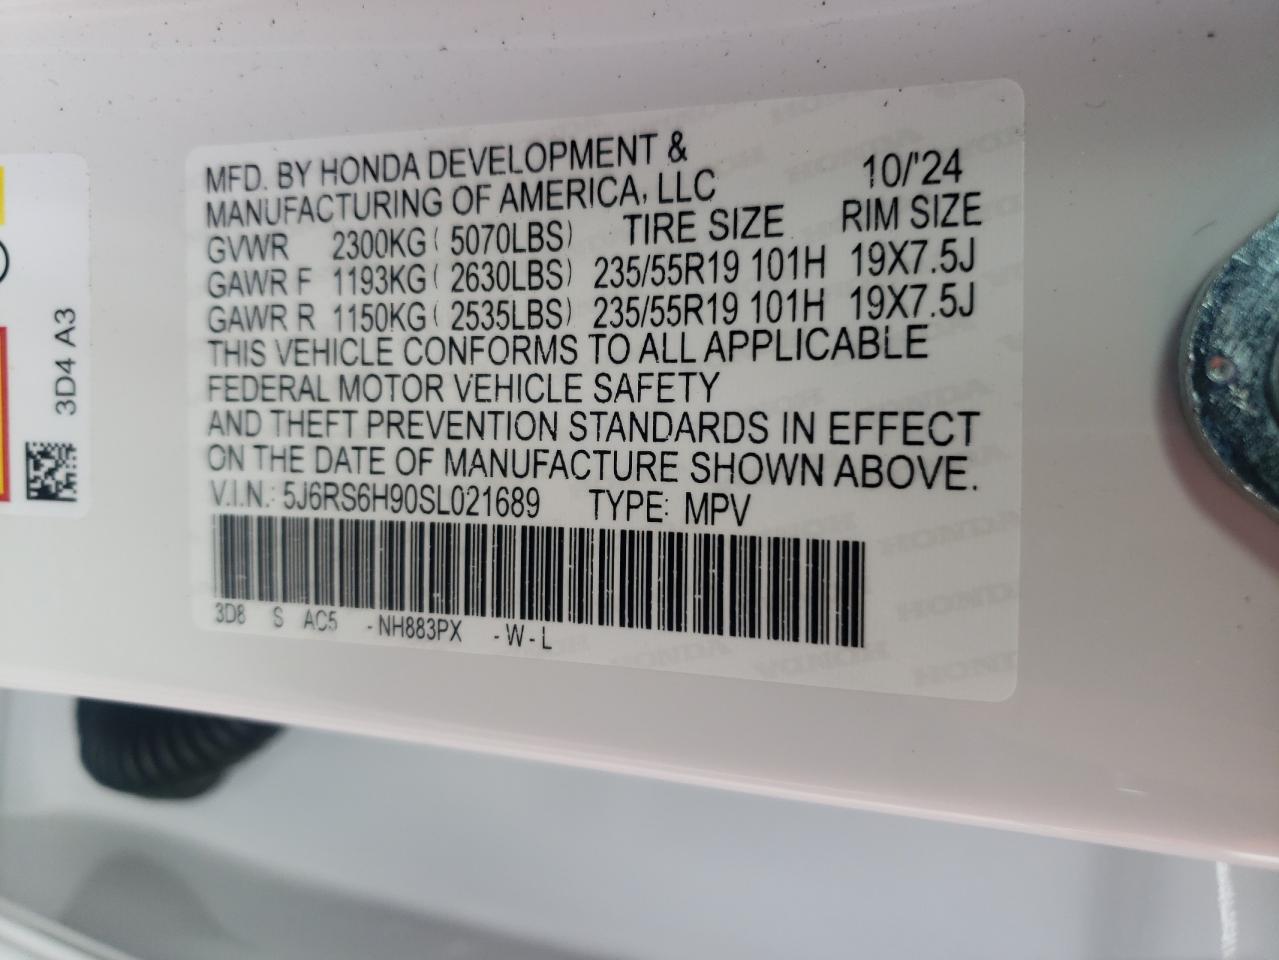 MFD. BY HONDA DEVELOPMENT &
MANUFACTURING OF AMERICA, LLC 10/'24
GVWR 2300KG ( 5070LBS) TIRE SIZE RIM SIZE
GAWR F 1193KG ( 2630LBS) 235/55R19 101H 19X7.5J
GAWR R 1150KG ( 2535LBS) 235/55R19 101H 19X7.5J
THIS VEHICLE CONFORMS TO ALL APPLICABLE
FEDERAL MOTOR VEHICLE SAFETY
AND THEFT PREVENTION STANDARDS IN EFFECT
ON THE DATE OF MANUFACTURE SHOWN ABOVE.
V.I.N.: 5J6RS6H90SL021689 TYPE: MPV
3D8 S AC5 -NH883PX -W-L
3D4 A3